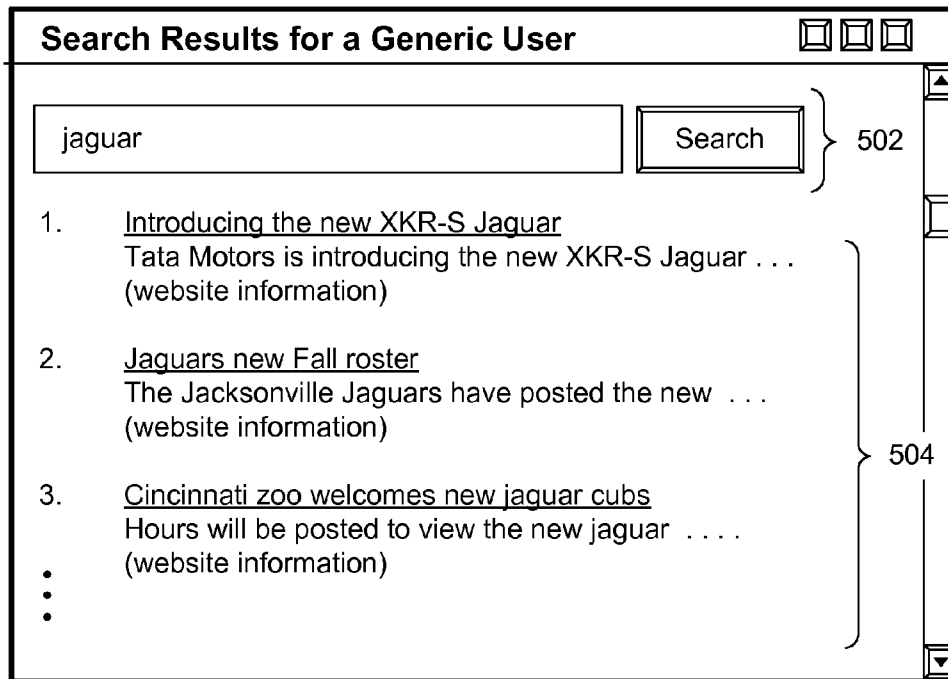 Search Results for a Generic User
jaguar
Search
502
1. Introducing the new XKR-S Jaguar
Tata Motors is introducing the new XKR-S Jaguar . . .
(website information)
2. Jaguars new Fall roster
The Jacksonville Jaguars have posted the new . . .
(website information)
504
3. Cincinnati zoo welcomes new jaguar cubs
Hours will be posted to view the new jaguar . . . .
(website information)